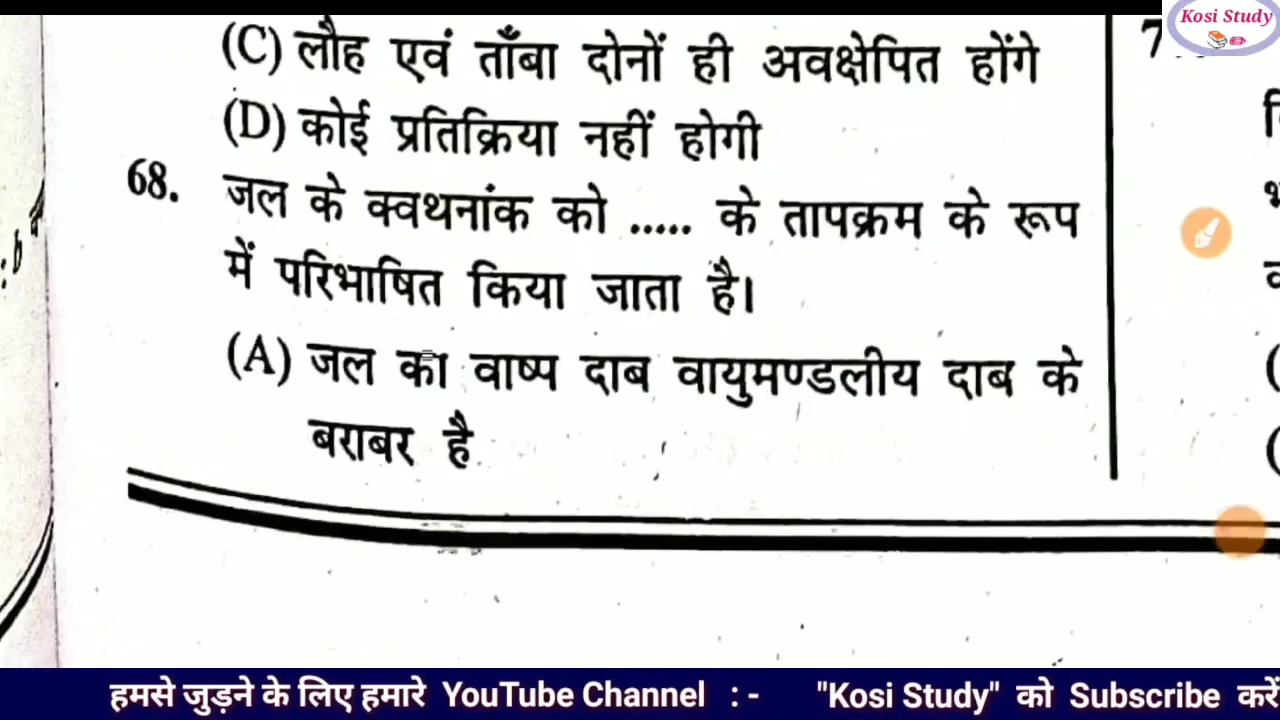 Kosi Study
(C) लौह एवं ताँबा दोनों ही अवक्षेपित होंगे
(D) कोई प्रतिक्रिया नहीं होगी
68. जल के क्वथनांक को ..... के तापक्रम के रूप
में परिभाषित किया जाता है।
(A) जल का वाष्प दाब वायुमण्डलीय दाब के
बराबर है
हमसे जुड़ने के लिए हमारे YouTube Channel : - "Kosi Study" को Subscribe करें